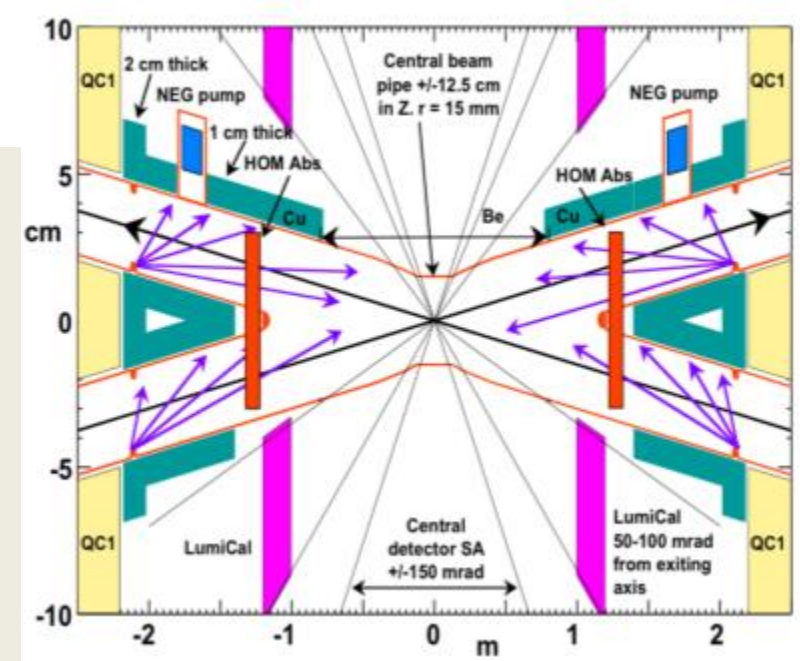 10
5
cm
0
-5
-10
QC1
2 cm thick
NEG pump
1 cm thick
HOM Abs
Cu
Central beam
pipe +/-12.5 cm
in Z. r = 15 mm
Be
NEG pump
HOM Abs
Cu
QC1
QC1
LumiCal
Central
detector SA
+/-150 mrad
LumiCal
50-100 mrad
from exiting
axis
QC1
-2
-1
0
m
1
2